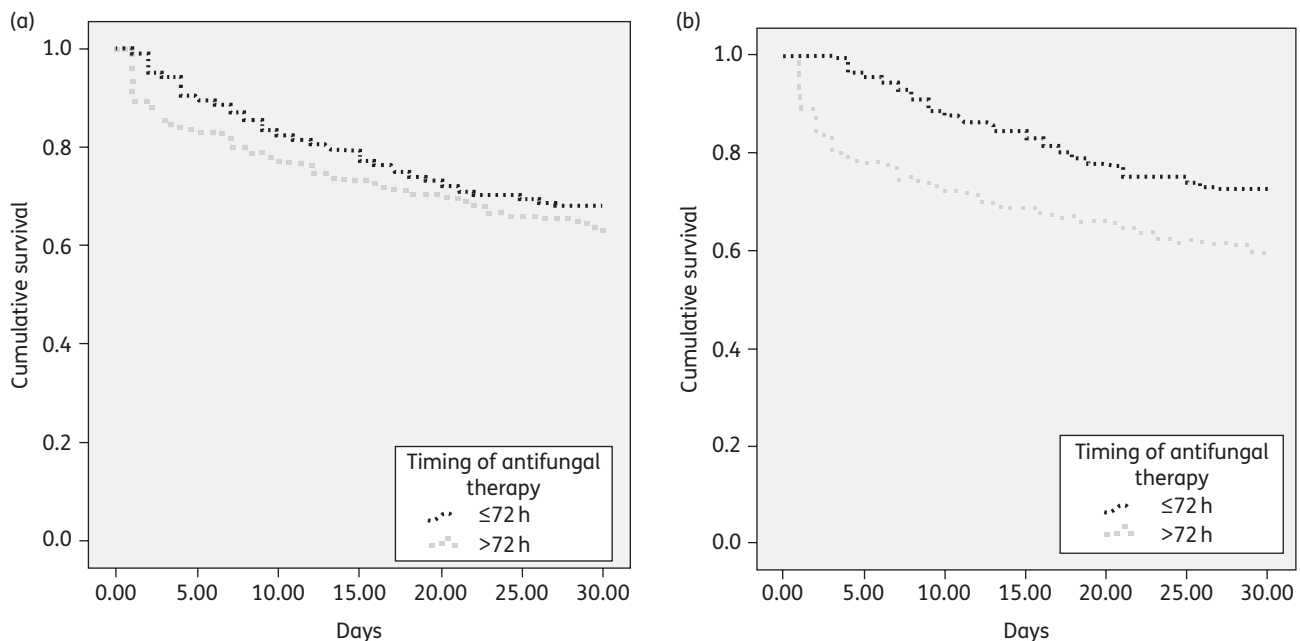 (a)
1.0
0.8
0.6
0.4
0.2
0.0
Cumulative survival
Timing of antifungal
therapy
≤72 h
>72 h
0.00 5.00 10.00 15.00 20.00 25.00 30.00
Days
(b)
1.0
0.8
0.6
0.4
0.2
0.0
Cumulative survival
Timing of antifungal
therapy
≤72 h
>72 h
0.00 5.00 10.00 15.00 20.00 25.00 30.00
Days